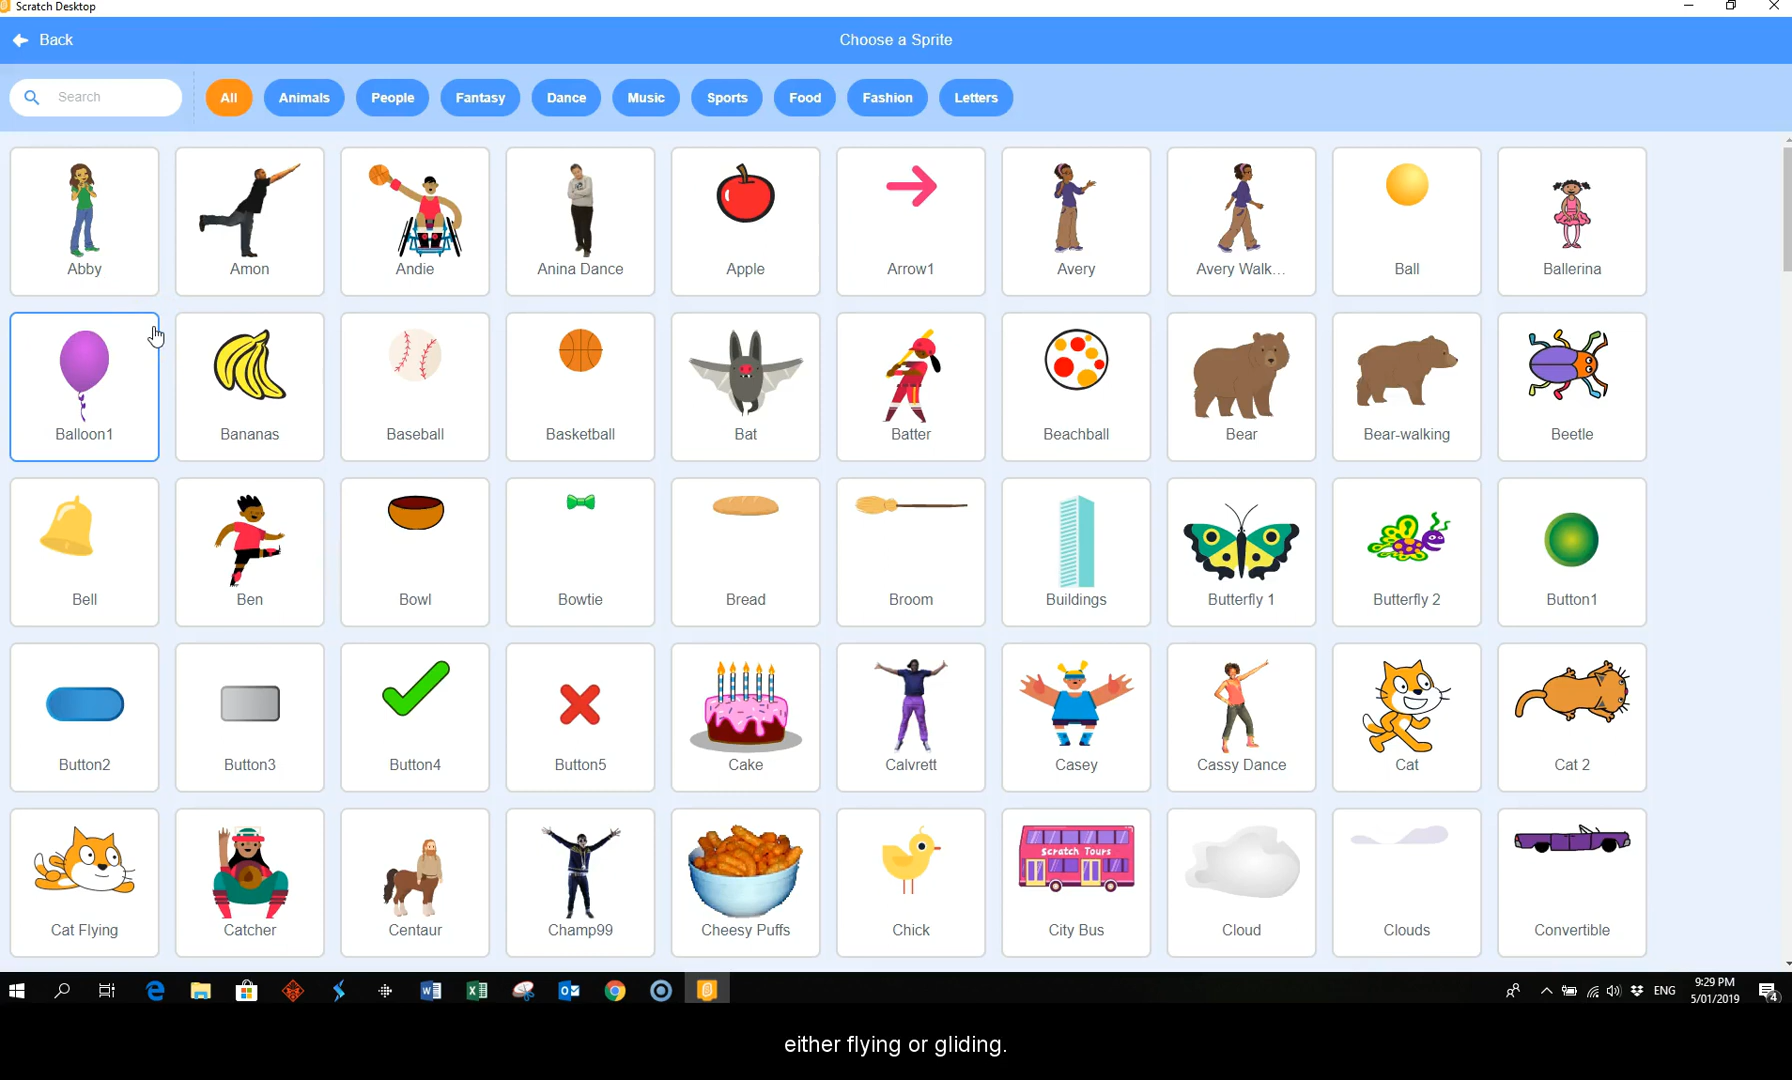 Scratch Desktop
Back
Choose a Sprite
Search
All Animals People Fantasy Dance Music Sports Food Fashion Letters
Abby Amon Andie Anina Dance Apple Arrow1 Avery Avery Walk... Ball Ballerina
Balloon1 Bananas Baseball Basketball Bat Batter Beachball Bear Bear-walking Beetle
Bell Ben Bowl Bowtie Bread Broom Buildings Butterfly 1 Butterfly 2 Button1
Button2 Button3 Button4 Button5 Cake Calvrett Casey Cassy Dance Cat Cat 2
Scratch Tours
Cat Flying Catcher Centaur Champ99 Cheesy Puffs Chick City Bus Cloud Clouds Convertible
ENG
9:29 PM
5/01/2019
4
either flying or gliding.